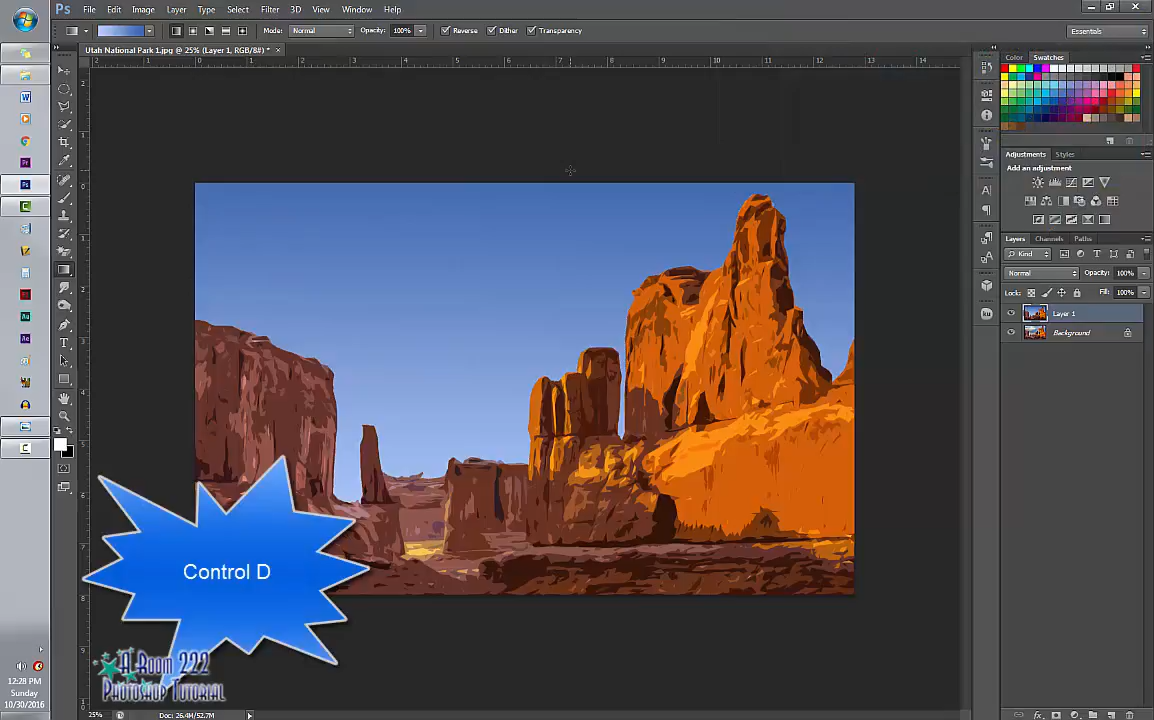 Ps File Edit Image Layer Type Select Filter 3D View Window Help
Mode: Normal Opacity: 100% Reverse Dither Transparency Essentials
Utah National Park 1.jpg @ 25% (Layer 1, RGB/8#) *
Color Swatches
Adjustments Styles
Add an adjustment
Layers Channels Paths
Kind
Normal Opacity: 100%
Lock: Fill: 100%
Layer 1
Background
Control D
A-Room 222
Photoshop Tutorial
12:28 PM
Sunday
10/30/2016
25% Doc: 26.4M/52.7M